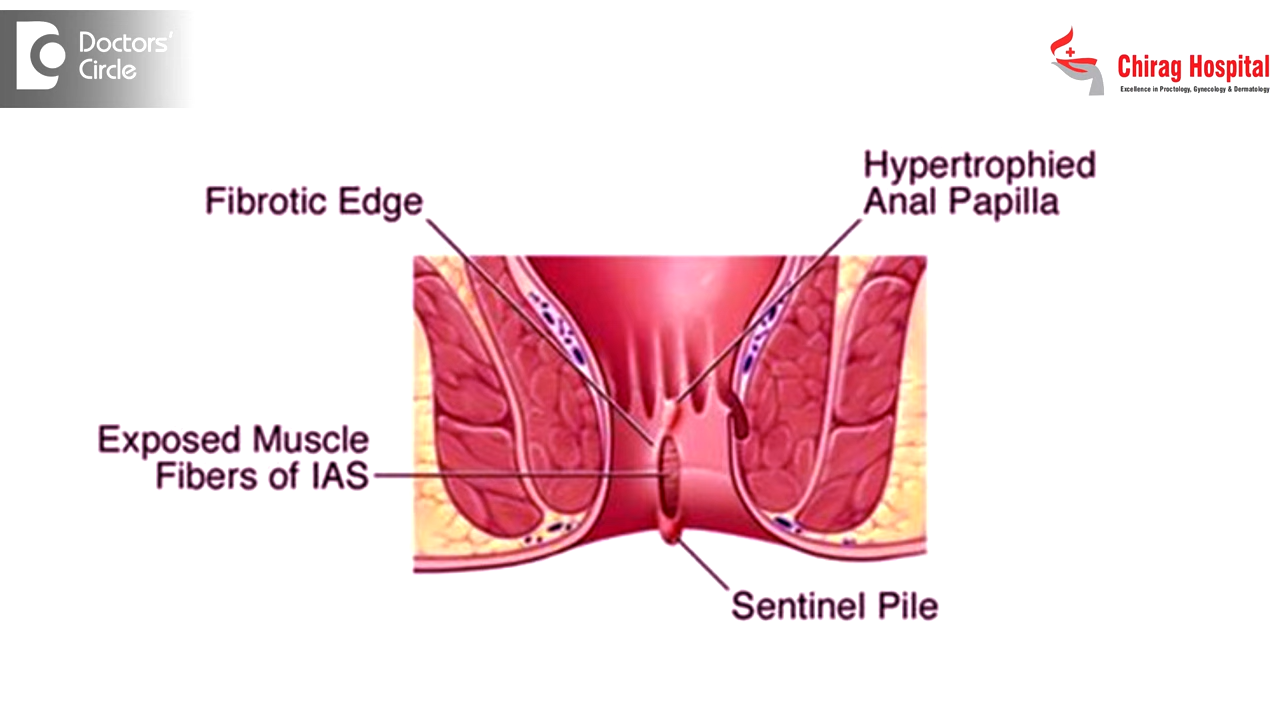 Doctors'
Circle
Chirag Hospital
Excellence in Proctology, Gynecology & Dermatology
Hypertrophied
Anal Papilla
Fibrotic Edge
Exposed Muscle
Fibers of IAS
Sentinel Pile